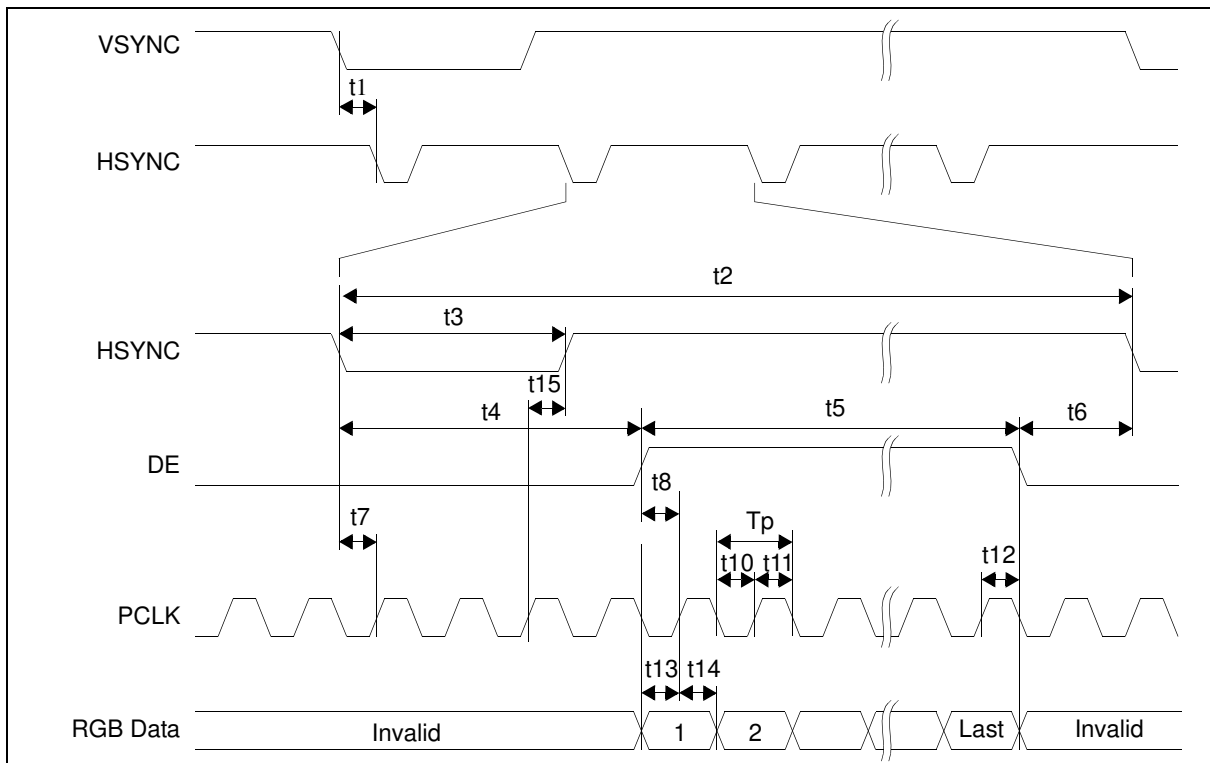 VSYNC
t1
HSYNC
t2
t3
HSYNC
t15
t4
t5
t6
DE
t8
t7
Tp
t10
t11
t12
PCLK
t13
t14
RGB Data
Invalid
1
2
Last
Invalid